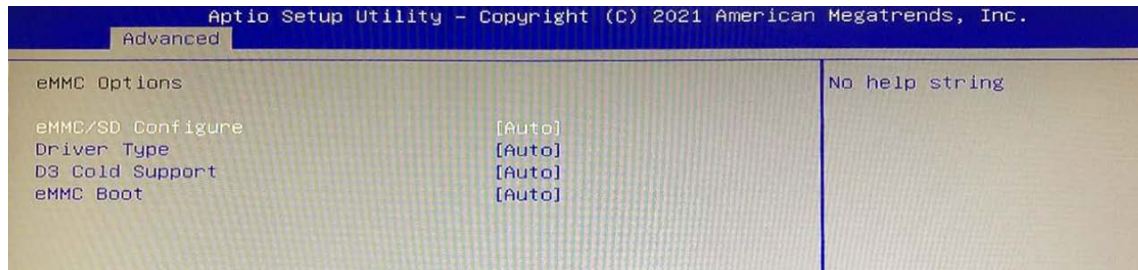 Aptio Setup Utility – Copyright (C) 2021 American Megatrends, Inc.
Advanced
eMMC Options
No help string
eMMC/SD Configure [Auto]
Driver Type [Auto]
D3 Cold Support [Auto]
eMMC Boot [Auto]